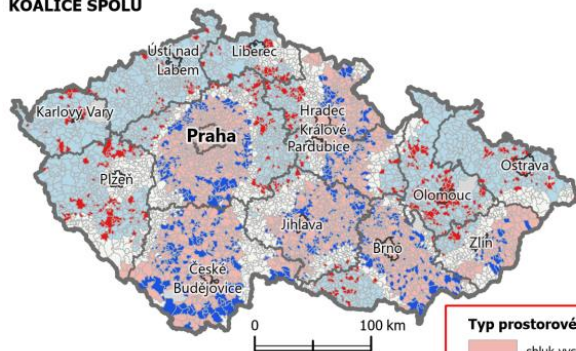 KOALICE SPOLU
Liberec
Ústí nad
Labem
Karlovy Vary
Hradec
Králové
Praha
Pardubice
Ostrava
Plzeň
Olomouc
Jihlava
Zlín
Brno
České
Budějovice
0 100 km
Typ prostorové